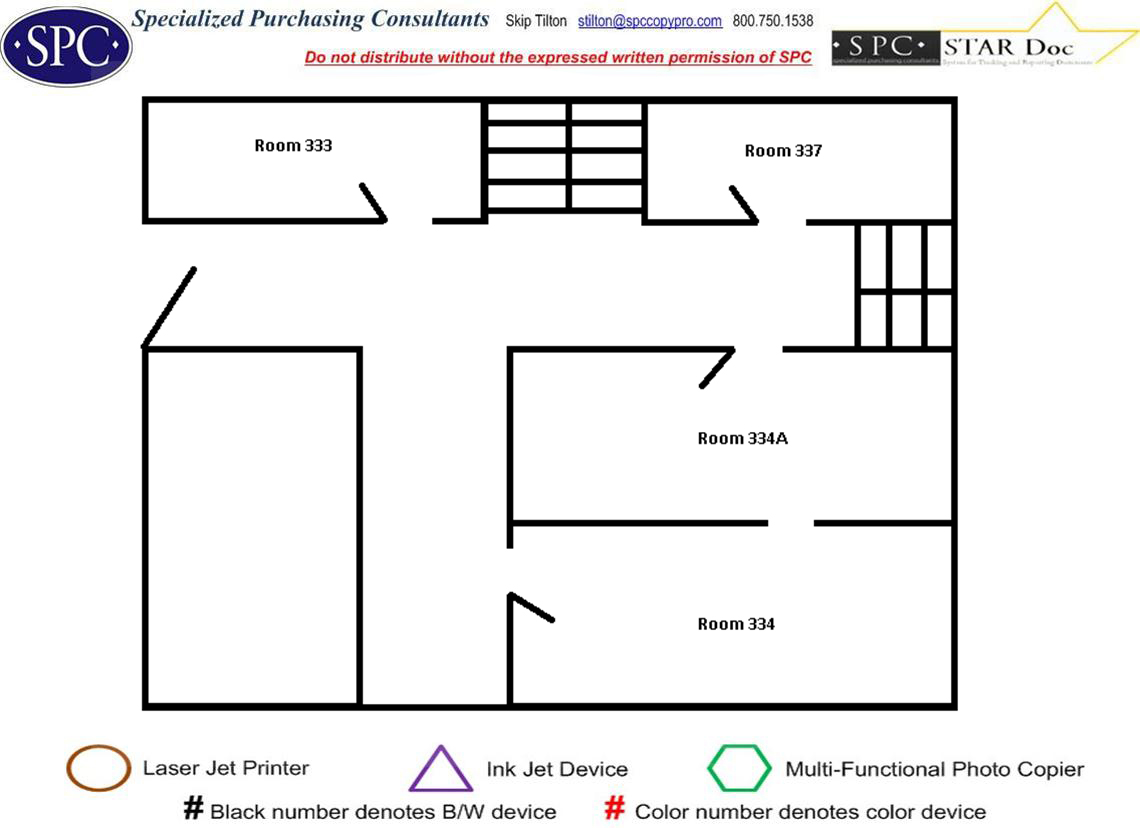 Specialized Purchasing Consultants Skip Tilton stilton@spccopypro.com 800.750.1538
·SPC·
Do not distribute without the expressed written permission of SPC
·SPC· STAR Doc
specialized purchasing consultants System for Tracking and Reporting Documents
Room 333
Room 337
Room 334A
Room 334
Laser Jet Printer
Ink Jet Device
Multi-Functional Photo Copier
# Black number denotes B/W device
# Color number denotes color device